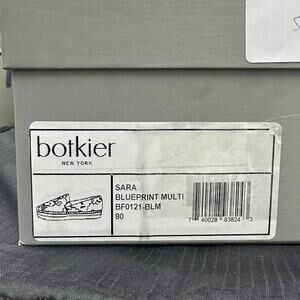 botkier
NEW YORK
SARA
BLUEPRINT MULTI
BF0121-BLM
80
7 40028 93824 3